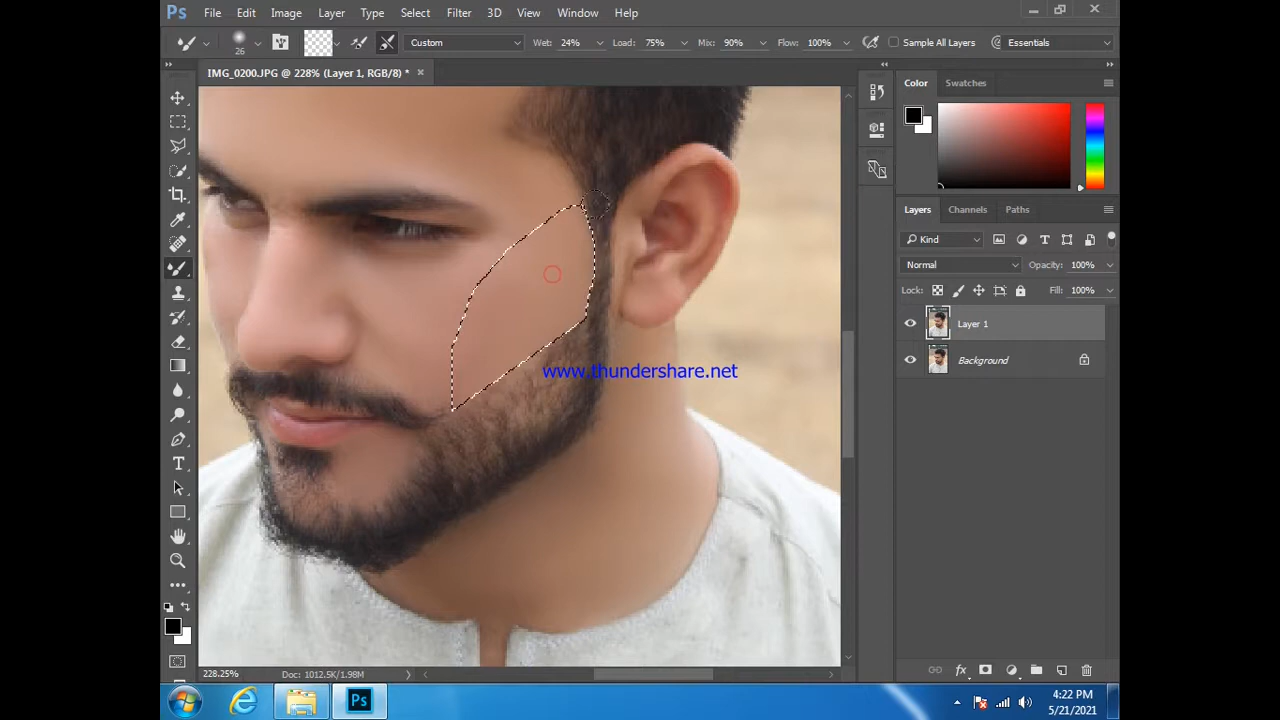 Ps File Edit Image Layer Type Select Filter 3D View Window Help
26 Custom Wet: 24% Load: 75% Mix: 90% Flow: 100% Sample All Layers Essentials
IMG_0200.JPG @ 228% (Layer 1, RGB/8) *
Color Swatches
Layers Channels Paths
Kind
Normal Opacity: 100%
Lock: Fill: 100%
Layer 1
Background
www.thundershare.net
T
228.25% Doc: 1012.5K/1.98M
fx
Ps
4:22 PM
5/21/2021